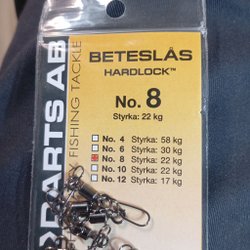 BETESLÅS
HARDLOCK™
No. 8
Styrka: 22 kg
No. 4 Styrka: 58 kg
No. 6 Styrka: 30 kg
No. 8 Styrka: 22 kg
No. 10 Styrka: 22 kg
No. 12 Styrka: 17 kg
DARTS AB
FISHING TACKLE